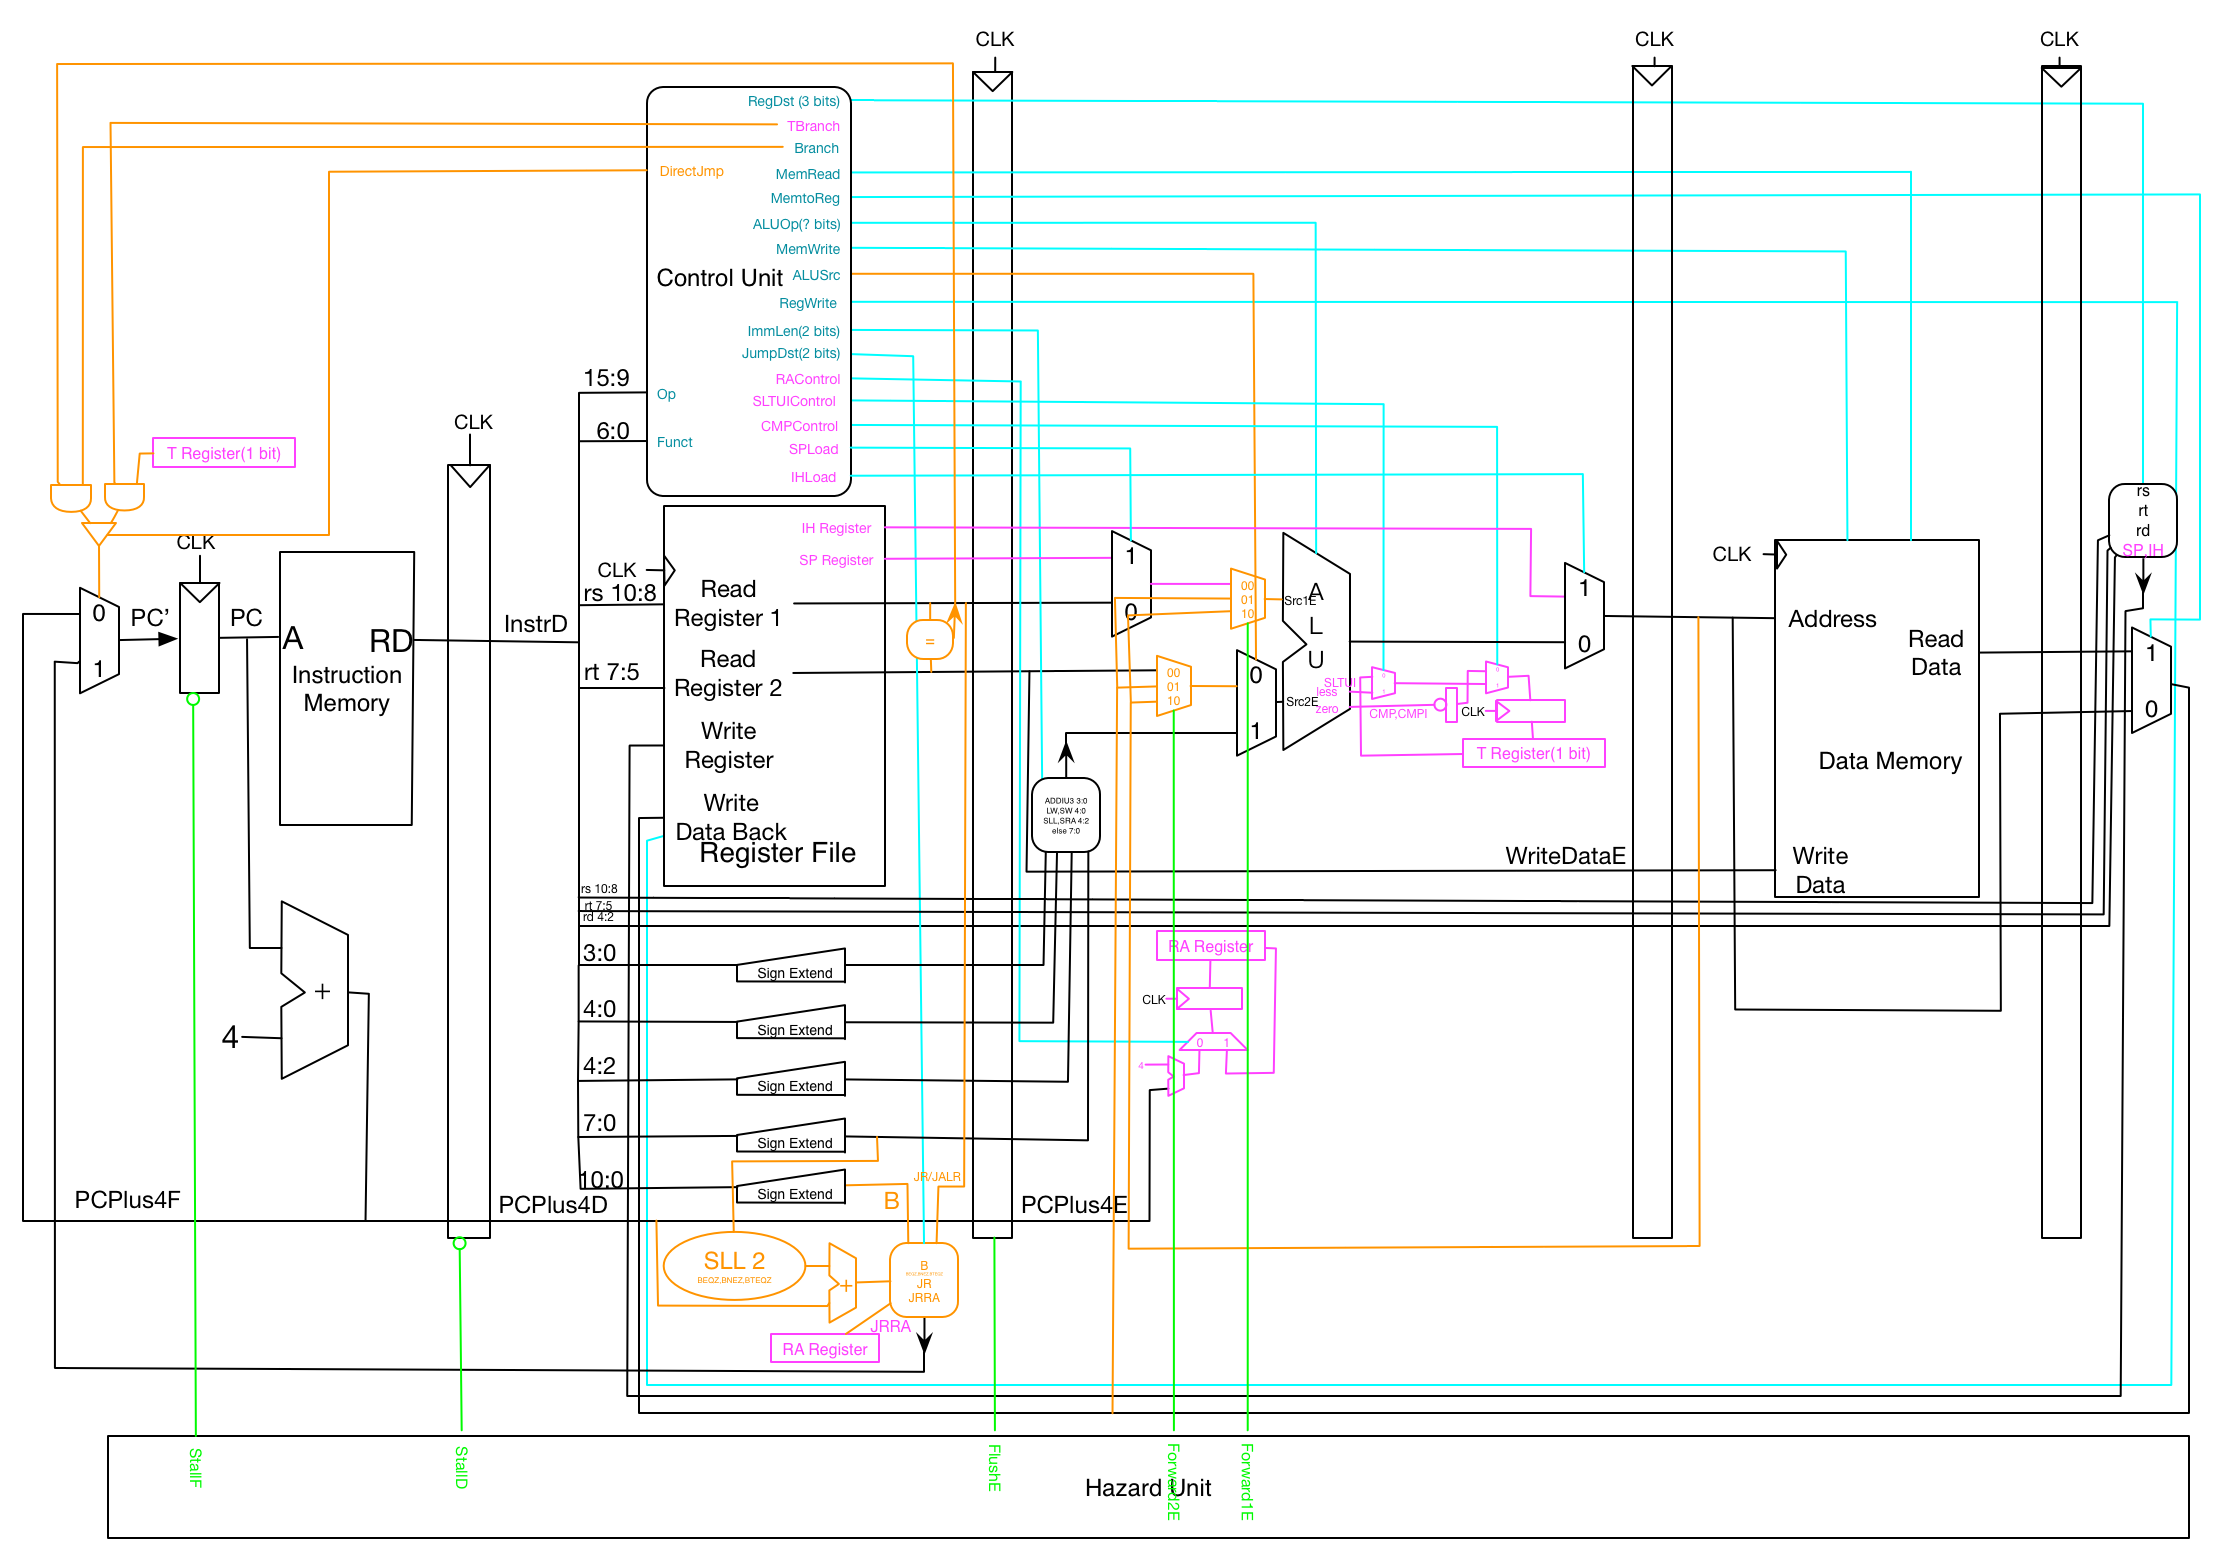 CLK
CLK
CLK
RegDst (3 bits)
TBranch
Branch
DirectJmp
MemRead
MemtoReg
ALUOp(? bits)
MemWrite
Control Unit
ALUSrc
RegWrite
ImmLen(2 bits)
JumpDst(2 bits)
RAControl
SLTUIControl
CMPControl
SPLoad
IHLoad
15:9
Op
6:0
Funct
CLK
T Register(1 bit)
CLK
0
1
PC'
PC
A
RD
Instruction
Memory
InstrD
IH Register
SP Register
CLK
rs 10:8
Read
Register 1
rt 7:5
Read
Register 2
Write
Register
Write
Data Back
Register File
=
1
0
00
01
10
00
01
10
0
1
Src1E
Src2E
A
L
U
SLTUI
less
zero
0
1
CMP,CMPI
CLK
T Register(1 bit)
1
0
CLK
Address
Read
Data
Data Memory
Write
Data
rs
rt
rd
SP,IH
1
0
ADDIU3 3:0
LW,SW 4:0
SLL,SRA 4:2
else 7:0
WriteDataE
rs 10:8
rt 7:5
rd 4:2
3:0
Sign Extend
4:0
Sign Extend
4:2
Sign Extend
7:0
Sign Extend
10:0
Sign Extend
+
4
RA Register
CLK
0 1
4
PCPlus4F
PCPlus4D
PCPlus4E
B
JR/JALR
SLL 2
BEQZ,BNEZ,BTEQZ
+
B
JR
JRRA
JRRA
RA Register
StallF
StallD
FlushE
Forward2E
Forward1E
Hazard Unit